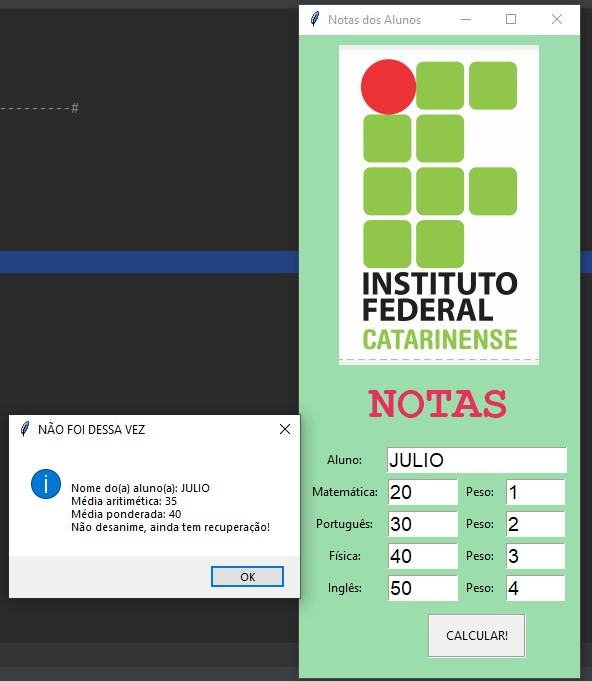 Notas dos Alunos
---------#
INSTITUTO
FEDERAL
CATARINENSE
NOTAS
NÃO FOI DESSA VEZ
Nome do(a) aluno(a): JULIO
Média aritimética: 35
Média ponderada: 40
Não desanime, ainda tem recuperação!
OK
Aluno: JULIO
Matemática: 20 Peso: 1
Português: 30 Peso: 2
Física: 40 Peso: 3
Inglês: 50 Peso: 4
CALCULAR!